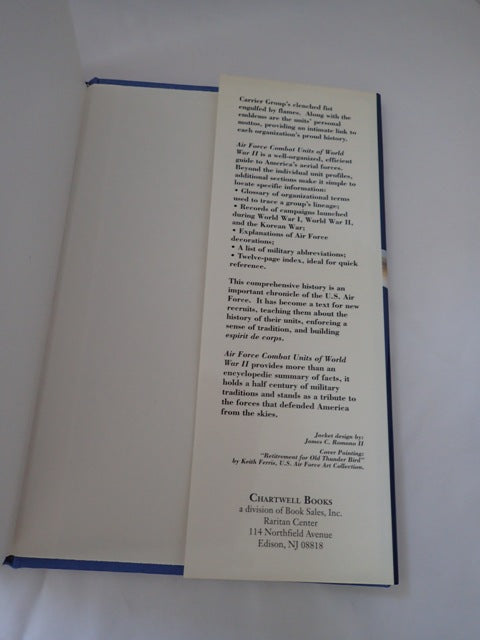 Carrier Group's clenched fist
engulfed by flames. Along with the
emblems are the units' personal
mottos, providing an intimate link to
each organization's proud history.
Air Force Combat Units of World
War II is a well-organized, efficient
guide to America's aerial forces.
Beyond the individual unit profiles,
additional sections make it simple to
locate specific information:
• Glossary of organizational terms
used to trace a group's lineage;
• Records of campaigns launched
during World War I, World War II,
and the Korean War;
• Explanations of Air Force
decorations;
• A list of military abbreviations;
• Twelve-page index, ideal for quick
reference.
This comprehensive history is an
important chronicle of the U.S. Air
Force. It has become a text for new
recruits, teaching them about the
history of their units, enforcing a
sense of tradition, and building
espirit de corps.
Air Force Combat Units of World
War II provides more than an
encyclopedic summary of facts, it
holds a half century of military
traditions and stands as a tribute to
the forces that defended America
from the skies.
Jacket design by:
James C. Romano II
Cover Painting:
"Retirement for Old Thunder Bird"
by Keith Ferris, U.S. Air Force Art Collection.
CHARTWELL BOOKS
a division of Book Sales, Inc.
Raritan Center
114 Northfield Avenue
Edison, NJ 08818